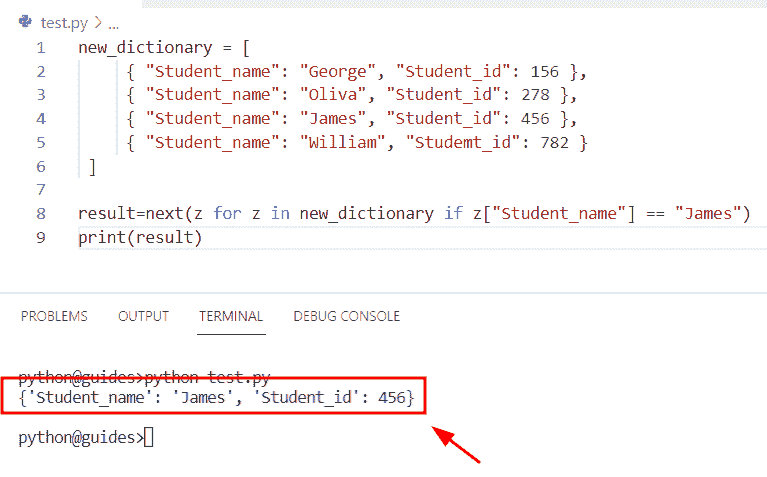 test.py > ...
1 new_dictionary = [
2 { "Student_name": "George", "Student_id": 156 },
3 { "Student_name": "Oliva", "Student_id": 278 },
4 { "Student_name": "James", "Student_id": 456 },
5 { "Student_name": "William", "Studemt_id": 782 }
6 ]
7
8 result=next(z for z in new_dictionary if z["Student_name"] == "James")
9 print(result)
PROBLEMS OUTPUT TERMINAL DEBUG CONSOLE
python@guides>python test.py
{'Student_name': 'James', 'Student_id': 456}
python@guides>